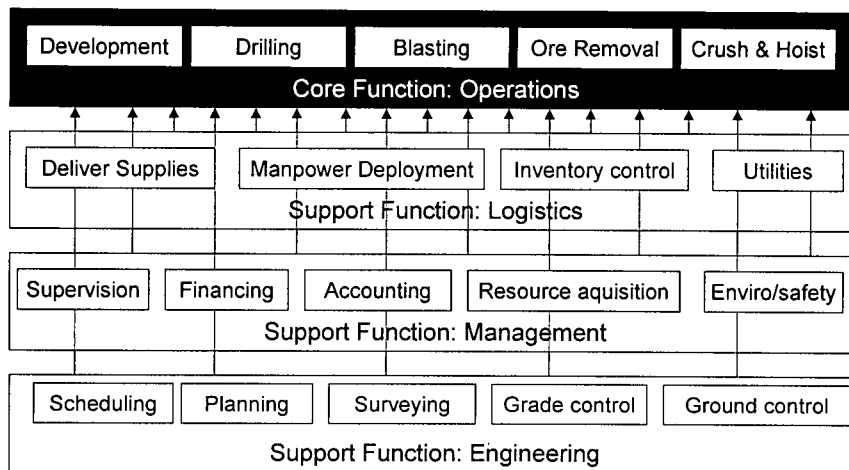 Development Drilling Blasting Ore Removal Crush & Hoist
Core Function: Operations
Deliver Supplies Manpower Deployment Inventory control Utilities
Support Function: Logistics
Supervision Financing Accounting Resource aquisition Enviro/safety
Support Function: Management
Scheduling Planning Surveying Grade control Ground control
Support Function: Engineering